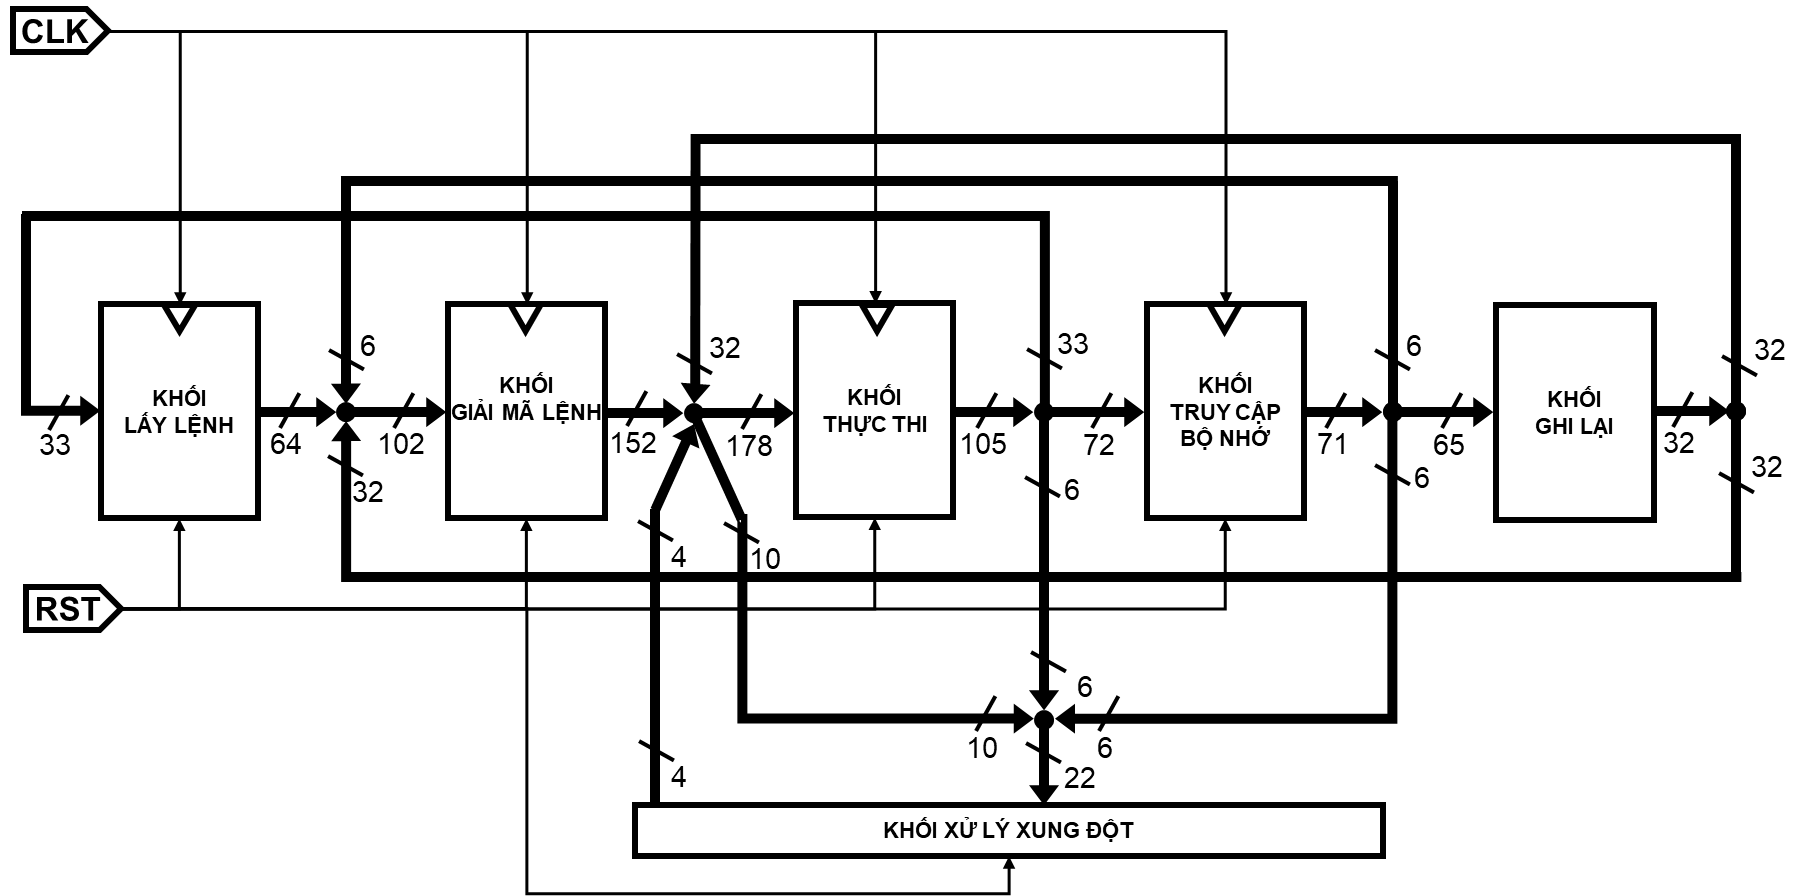 CLK
6
32
33
6
32
KHỐI
LẤY LỆNH
KHỐI
GIẢI MÃ LỆNH
KHỐI
THỰC THI
KHỐI
TRUY CẬP
BỘ NHỚ
KHỐI
GHI LẠI
33
64
102
152
178
105
72
71
65
32
32
4
10
6
6
32
RST
6
10
6
4
22
KHỐI XỬ LÝ XUNG ĐỘT